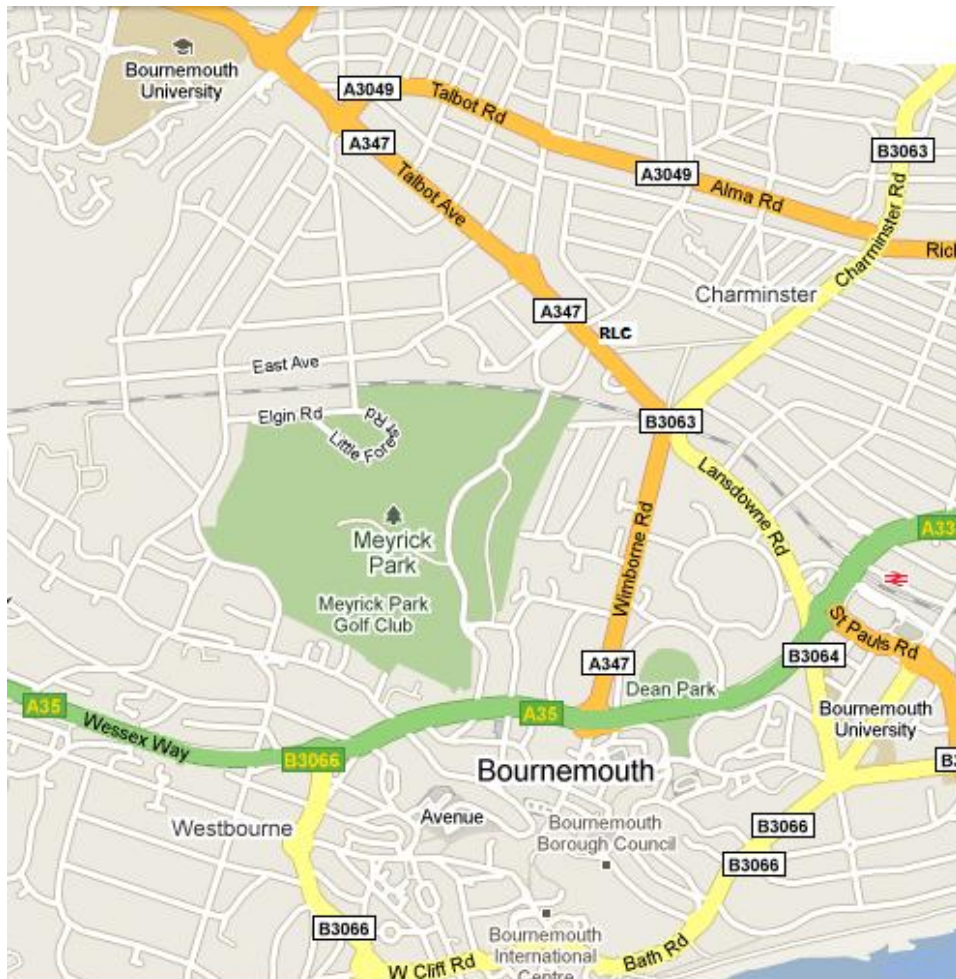 Bournemouth
University
A3049
Talbot Rd
A347
B3063
Talbot Ave
A3049
Alma Rd
Charminster Rd
Rich
Charminster
A347
RLC
East Ave
Elgin Rd
Little Forest Rd
B3063
Lansdowne Rd
Meyrick
Park
A33
Wimborne Rd
Meyrick Park
Golf Club
St Pauls Rd
B3064
A347
Dean Park
A35
A35
Wessex Way
Bournemouth
University
B3066
Bournemouth
B3
Avenue
Westbourne
Bournemouth
Borough Council
B3066
B3066
B3066
Bournemouth
International
Centre
Bath Rd
W Cliff Rd